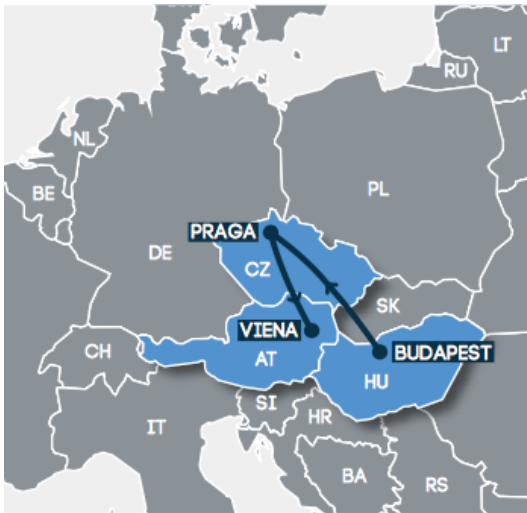 LT
RU
NL
BE
PL
PRAGA
DE
CZ
SK
VIENA
BUDAPEST
CH
AT
HU
SI
HR
IT
BA
RS